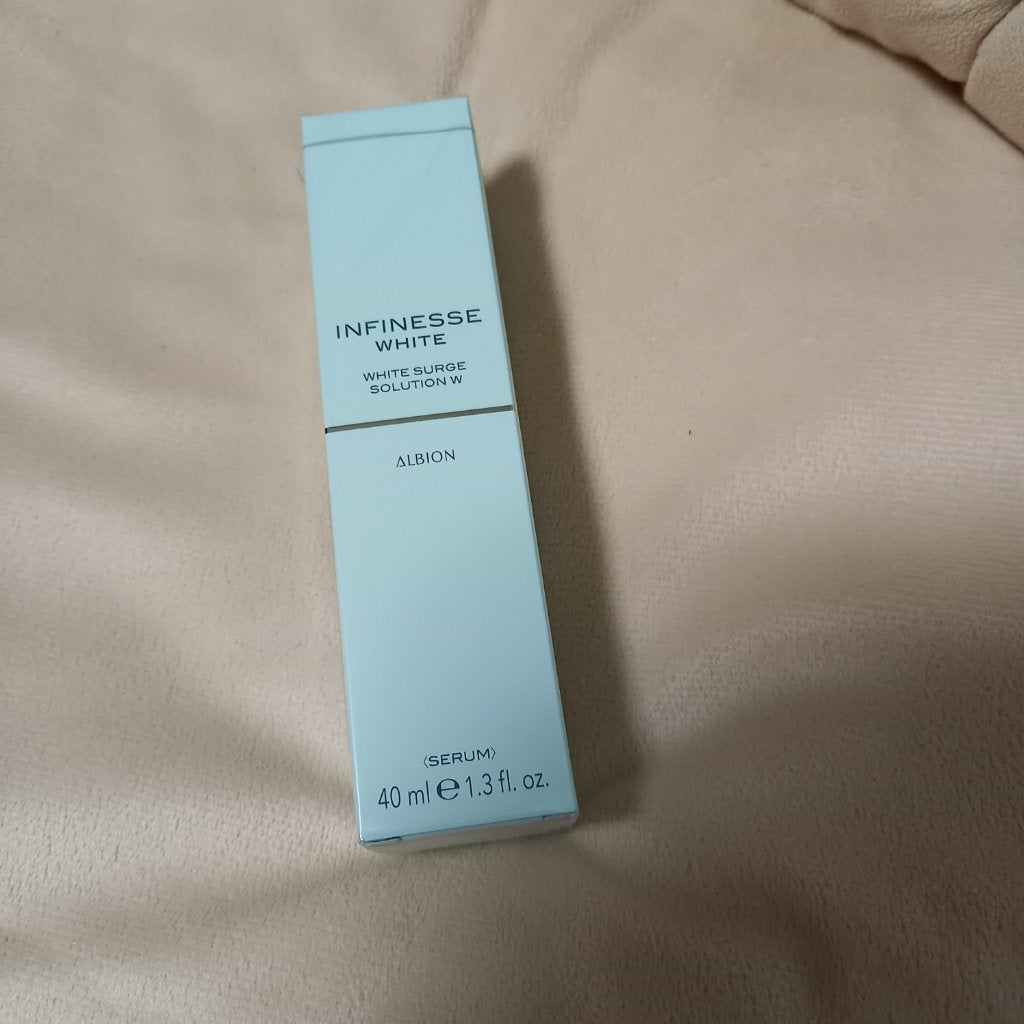 INFINESSE
WHITE
WHITE SURGE
SOLUTION W
ALBION
〈SERUM〉
40 ml ℮ 1.3 fl. oz.